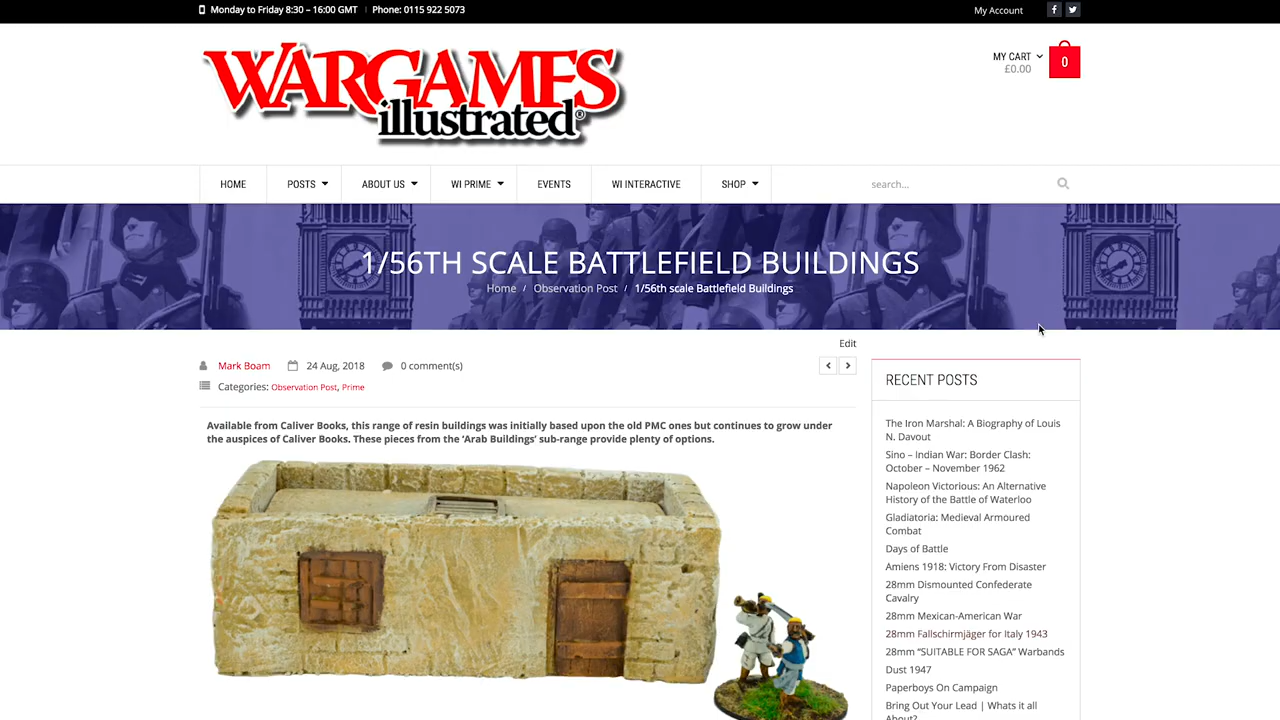 Monday to Friday 8:30 – 16:00 GMT | Phone: 0115 922 5073
My Account
WARGAMES
illustrated®
MY CART
£0.00
0
HOME
POSTS
ABOUT US
WI PRIME
EVENTS
WI INTERACTIVE
SHOP
search...
1/56TH SCALE BATTLEFIELD BUILDINGS
Home / Observation Post / 1/56th scale Battlefield Buildings
Edit
Mark Boam 24 Aug, 2018 0 comment(s)
Categories: Observation Post, Prime
Available from Caliver Books, this range of resin buildings was initially based upon the old PMC ones but continues to grow under
the auspices of Caliver Books. These pieces from the ‘Arab Buildings’ sub-range provide plenty of options.
RECENT POSTS
The Iron Marshal: A Biography of Louis
N. Davout
Sino – Indian War: Border Clash:
October – November 1962
Napoleon Victorious: An Alternative
History of the Battle of Waterloo
Gladiatoria: Medieval Armoured
Combat
Days of Battle
Amiens 1918: Victory From Disaster
28mm Dismounted Confederate
Cavalry
28mm Mexican-American War
28mm Fallschirmjäger for Italy 1943
28mm “SUITABLE FOR SAGA” Warbands
Dust 1947
Paperboys On Campaign
Bring Out Your Lead | Whats it all
About?